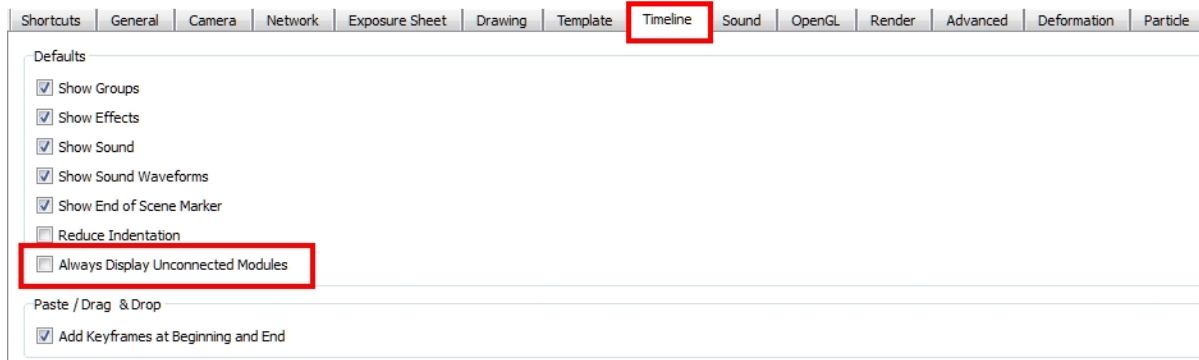 Shortcuts General Camera Network Exposure Sheet Drawing Template Timeline Sound OpenGL Render Advanced Deformation Particle
Defaults
Show Groups
Show Effects
Show Sound
Show Sound Waveforms
Show End of Scene Marker
Reduce Indentation
Always Display Unconnected Modules
Paste / Drag & Drop
Add Keyframes at Beginning and End